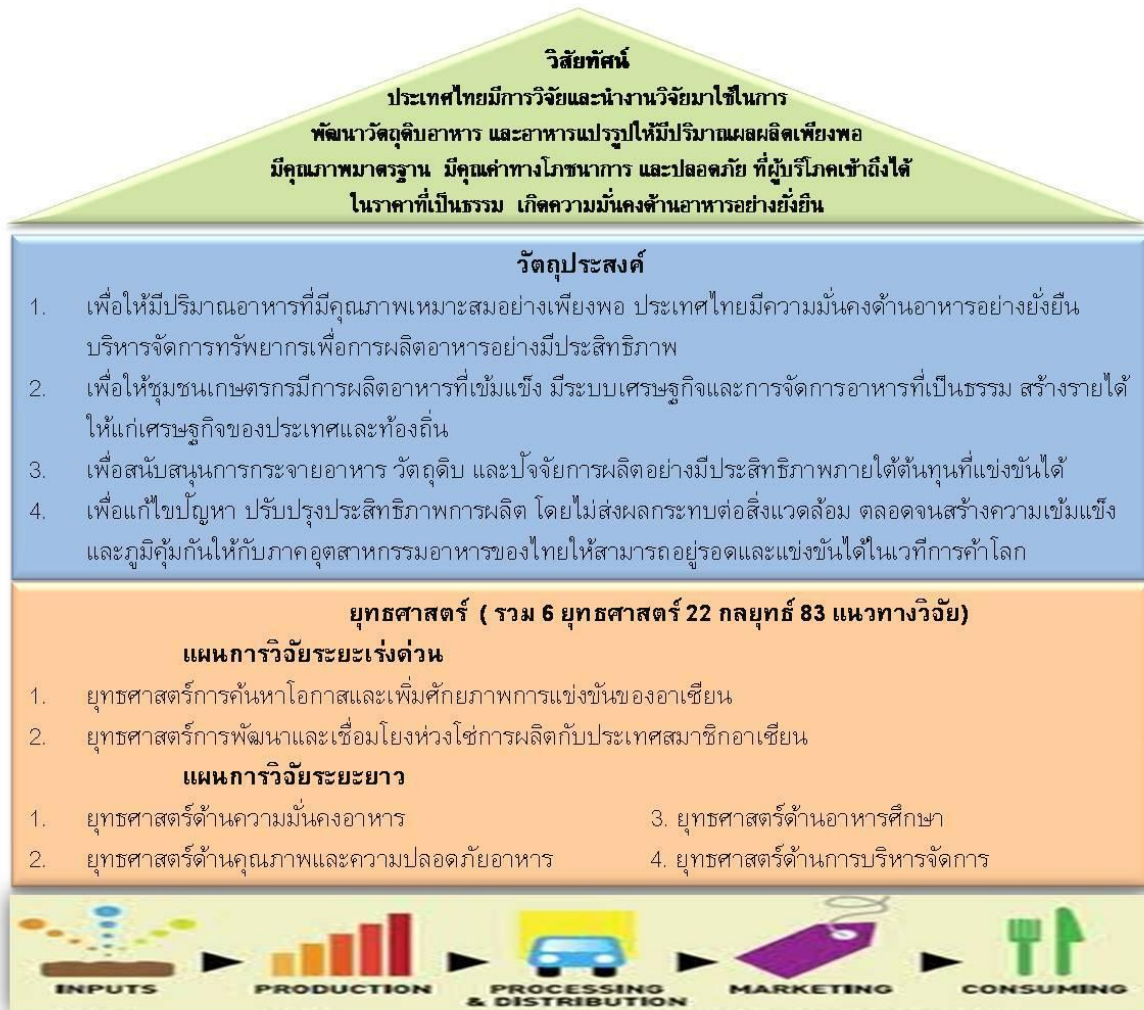 วิสัยทัศน์
ประเทศไทยมีการวิจัยและนำงานวิจัยมาใช้ในการ
พัฒนาวัตถุดิบอาหาร และอาหารแปรรูปให้มีปริมาณผลผลิตเพียงพอ
มีคุณภาพมาตรฐาน มีคุณค่าทางโภชนาการ และปลอดภัย ที่ผู้บริโภคเข้าถึงได้
ในราคาที่เป็นธรรม เกิดความมั่นคงด้านอาหารอย่างยั่งยืน
วัตถุประสงค์
1. เพื่อให้มีปริมาณอาหารที่มีคุณภาพเหมาะสมอย่างเพียงพอ ประเทศไทยมีความมั่นคงด้านอาหารอย่างยั่งยืน
บริหารจัดการทรัพยากรเพื่อการผลิตอาหารอย่างมีประสิทธิภาพ
2. เพื่อให้ชุมชนเกษตรกรมีการผลิตอาหารที่เข้มแข็ง มีระบบเศรษฐกิจและการจัดการอาหารที่เป็นธรรม สร้างรายได้
ให้แก่เศรษฐกิจของประเทศและท้องถิ่น
3. เพื่อสนับสนุนการกระจายอาหาร วัตถุดิบ และปัจจัยการผลิตอย่างมีประสิทธิภาพภายใต้ต้นทุนที่แข่งขันได้
4. เพื่อแก้ไขปัญหา ปรับปรุงประสิทธิภาพการผลิต โดยไม่ส่งผลกระทบต่อสิ่งแวดล้อม ตลอดจนสร้างความเข้มแข็ง
และภูมิคุ้มกันให้กับภาคอุตสาหกรรมอาหารของไทยให้สามารถอยู่รอดและแข่งขันได้ในเวทีการค้าโลก
ยุทธศาสตร์ ( รวม 6 ยุทธศาสตร์ 22 กลยุทธ์ 83 แนวทางวิจัย)
แผนการวิจัยระยะเร่งด่วน
1. ยุทธศาสตร์การค้นหาโอกาสและเพิ่มศักยภาพการแข่งขันของอาเซียน
2. ยุทธศาสตร์การพัฒนาและเชื่อมโยงห่วงโซ่การผลิตกับประเทศสมาชิกอาเซียน
แผนการวิจัยระยะยาว
1. ยุทธศาสตร์ด้านความมั่นคงอาหาร 3. ยุทธศาสตร์ด้านอาหารศึกษา
2. ยุทธศาสตร์ด้านคุณภาพและความปลอดภัยอาหาร 4. ยุทธศาสตร์ด้านการบริหารจัดการ
INPUTS PRODUCTION PROCESSING MARKETING CONSUMING
& DISTRIBUTION